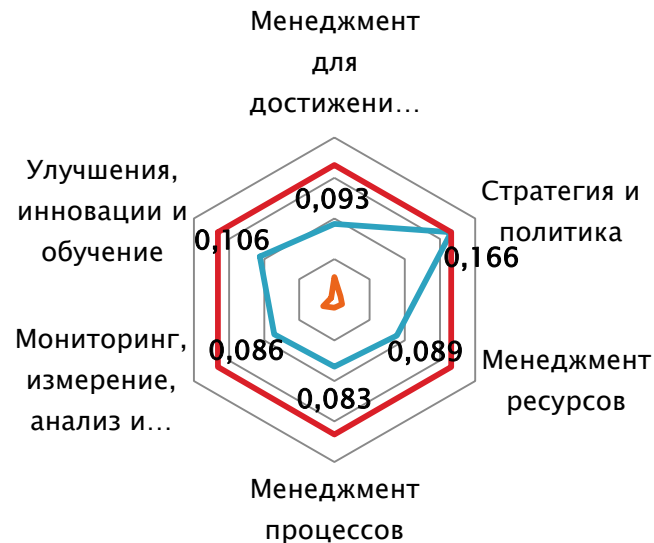 Менеджмент
для
достижени…
0,093
Стратегия и
политика
0,166
Менеджмент
ресурсов
0,089
Менеджмент
процессов
0,083
Мониторинг,
измерение,
анализ и…
0,086
Улучшения,
инновации и
обучение
0,106